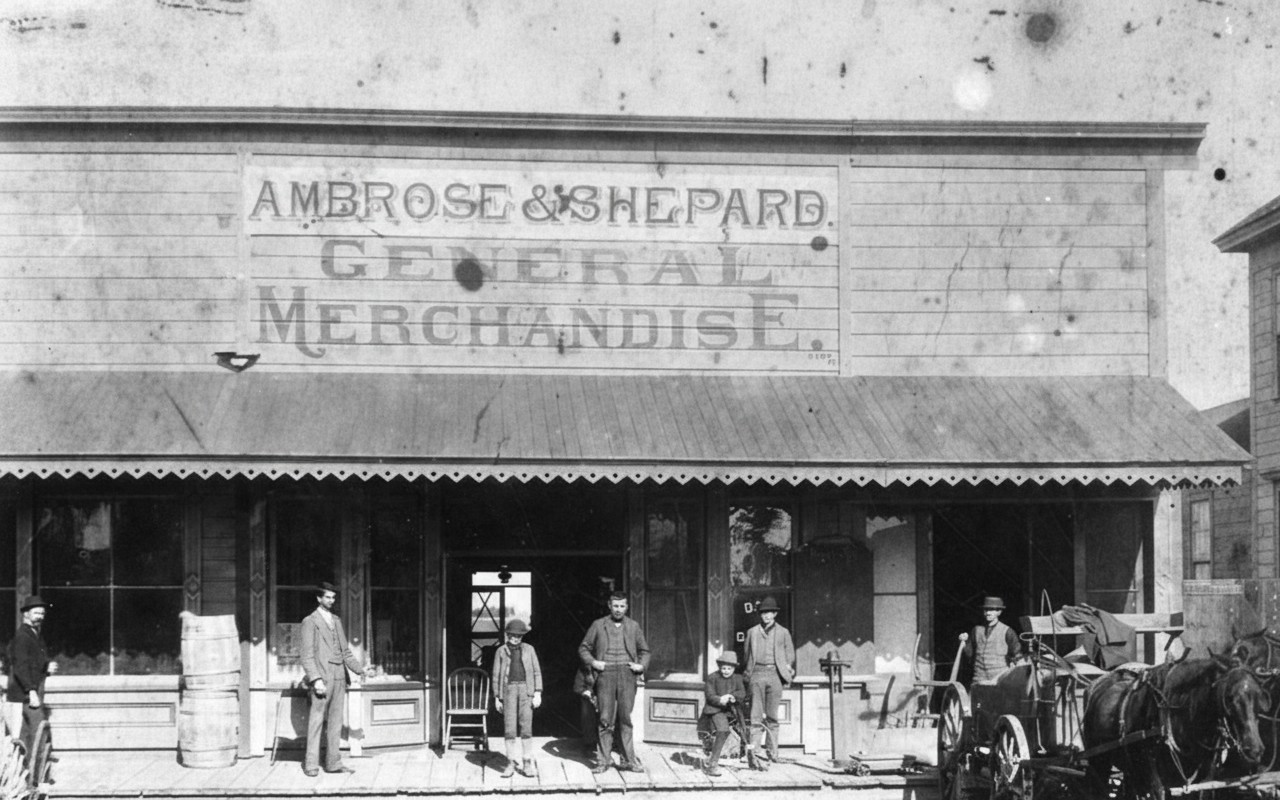 AMBROSE & SHEPARD.
GENERAL
MERCHANDISE.